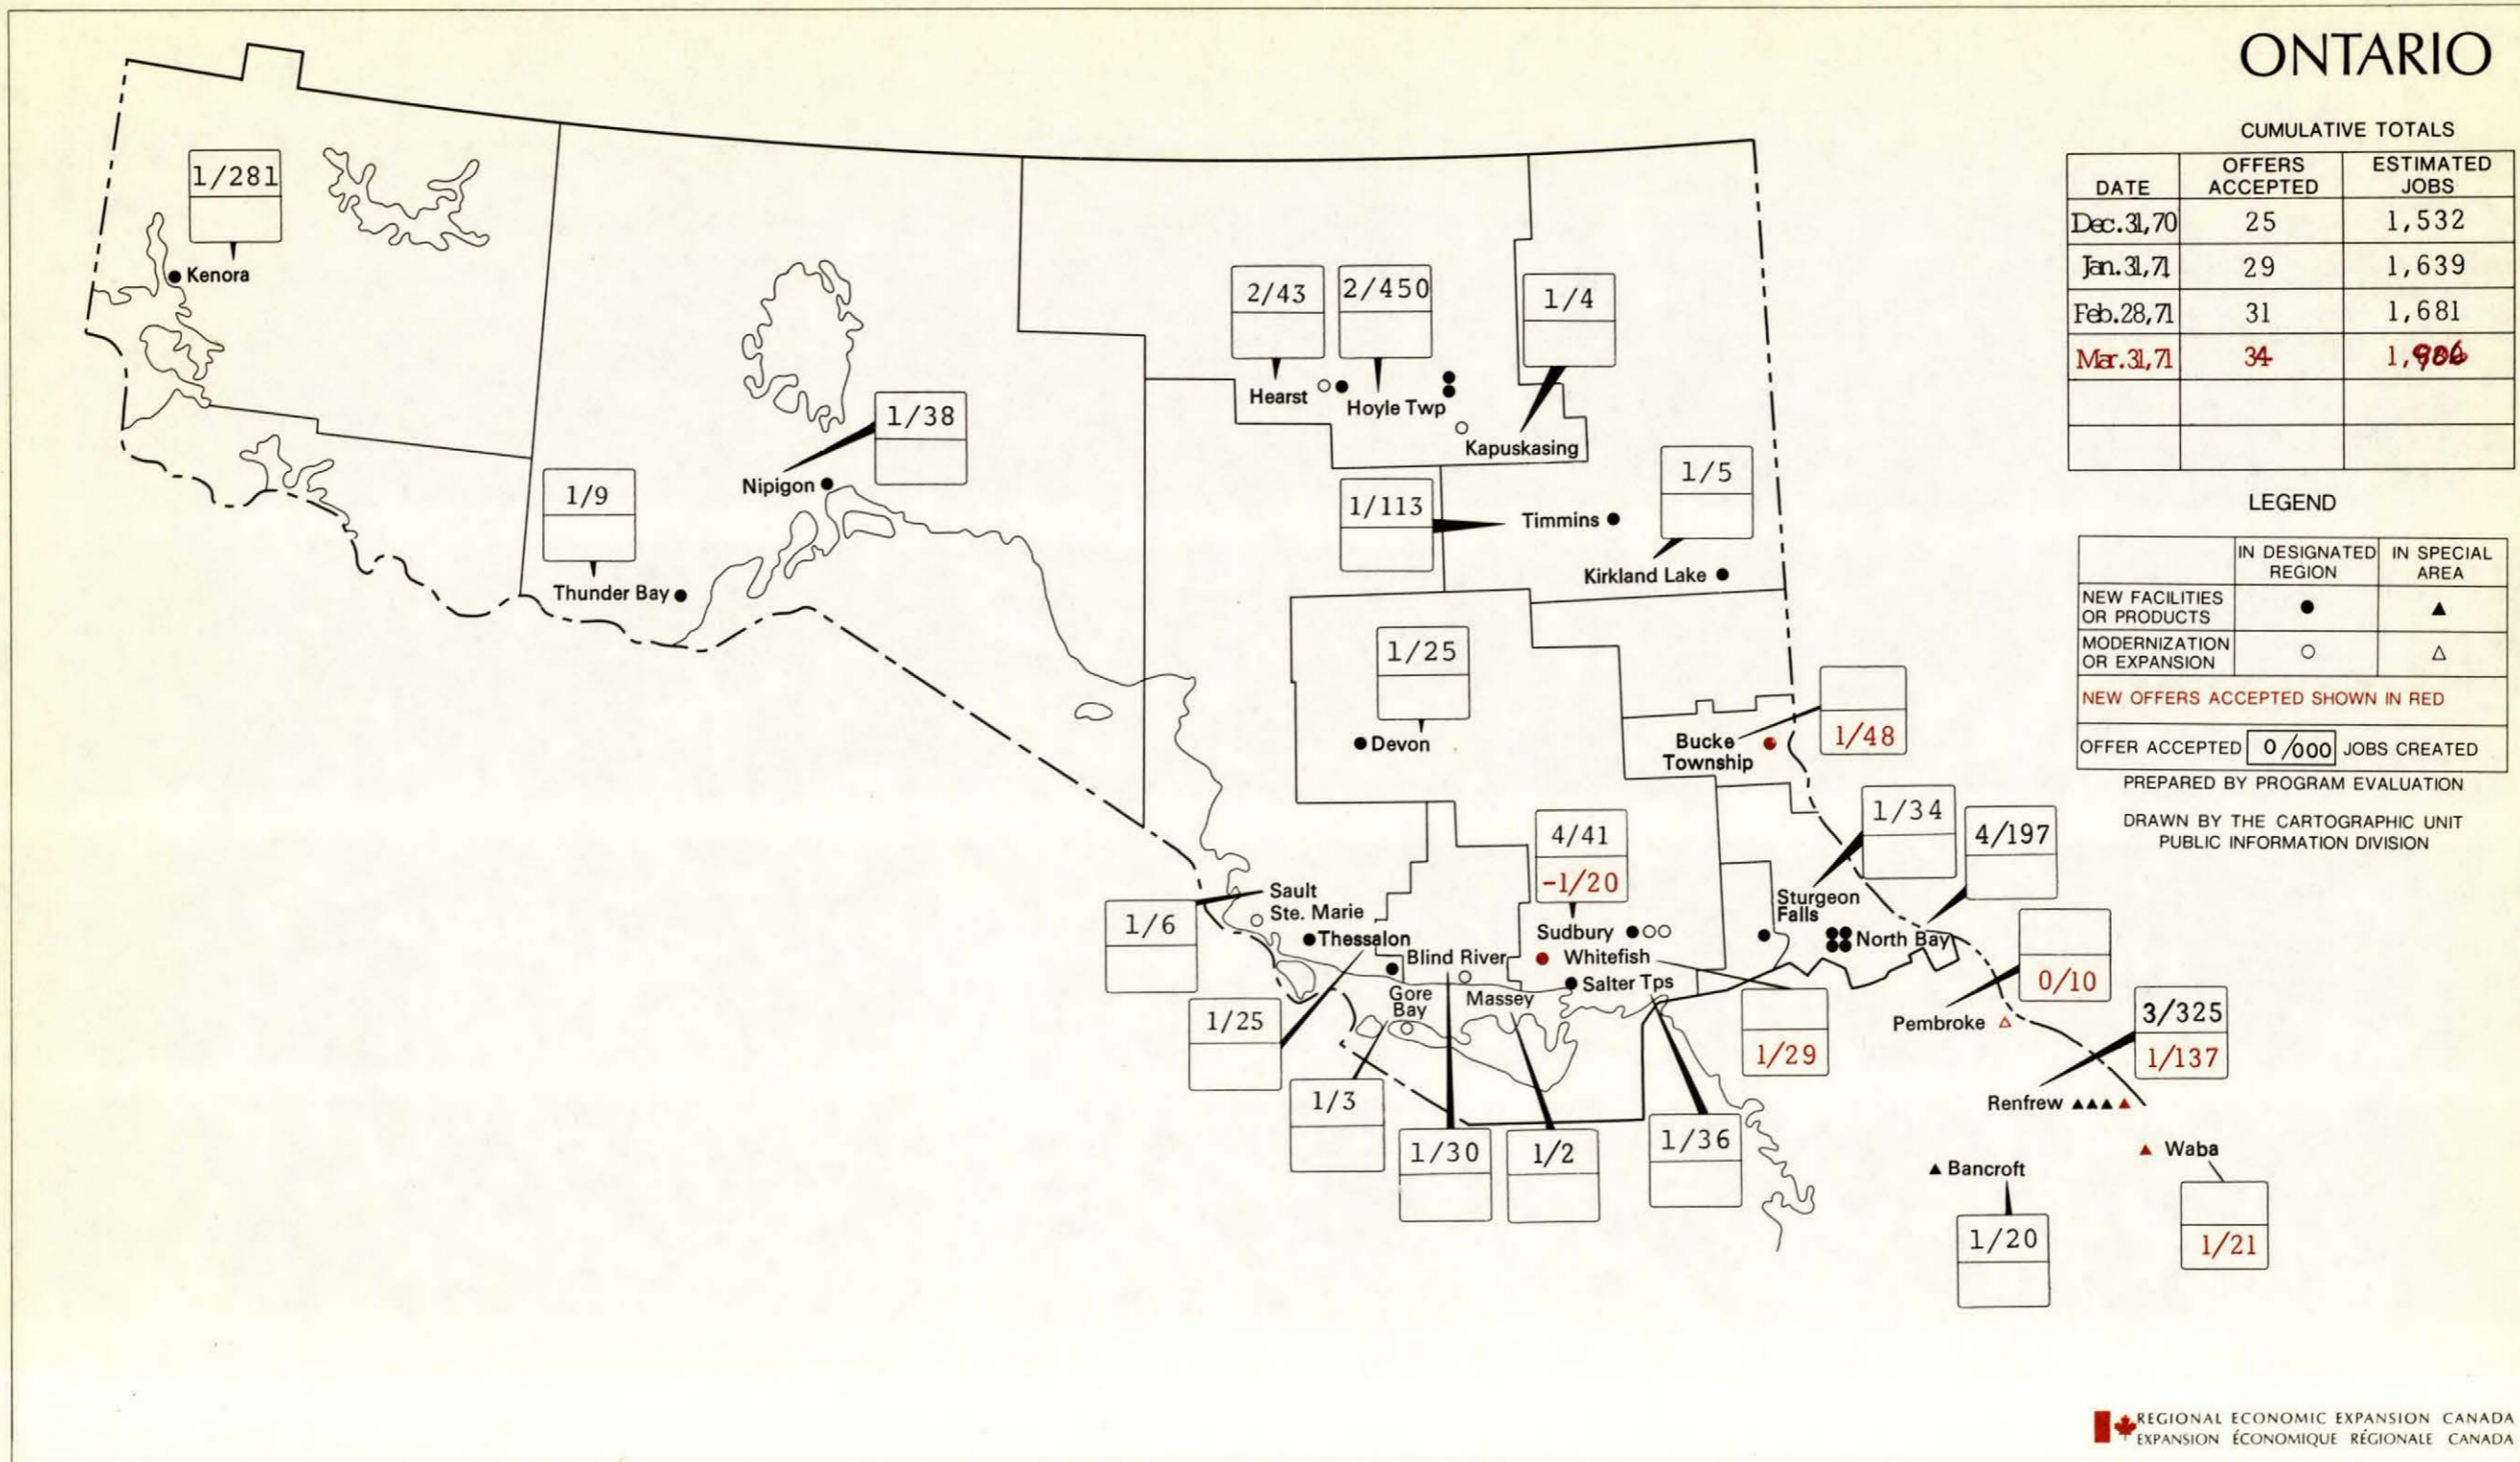 ONTARIO
CUMULATIVE TOTALS
DATE OFFERS ACCEPTED ESTIMATED JOBS
Dec.31,70 25 1,532
Jan.31,71 29 1,639
Feb.28,71 31 1,681
Mar.31,71 34
LEGEND
IN DESIGNATED REGION IN SPECIAL AREA
NEW FACILITIES OR PRODUCTS
MODERNIZATION OR EXPANSION
NEW OFFERS ACCEPTED SHOWN IN RED
OFFER ACCEPTED 0/000 JOBS CREATED
PREPARED BY PROGRAM EVALUATION
DRAWN BY THE CARTOGRAPHIC UNIT
PUBLIC INFORMATION DIVISION
1/281
Kenora
1/9
Thunder Bay
1/38
Nipigon
2/43
Hearst
2/450
Hoyle Twp
1/4
Kapuskasing
1/113
Timmins
1/5
Kirkland Lake
1/25
Devon
Bucke
Township
1/48
1/34
Sturgeon
Falls
4/197
North Bay
4/41
-1/20
Sudbury
Whitefish
1/29
Salter Tps
1/36
Sault
Ste. Marie
1/6
Thessalon
1/25
Blind River
1/30
Gore
Bay
1/3
Massey
1/2
0/10
Pembroke
3/325
1/137
Renfrew
Waba
1/21
Bancroft
1/20
REGIONAL ECONOMIC EXPANSION CANADA
EXPANSION ÉCONOMIQUE RÉGIONALE CANADA